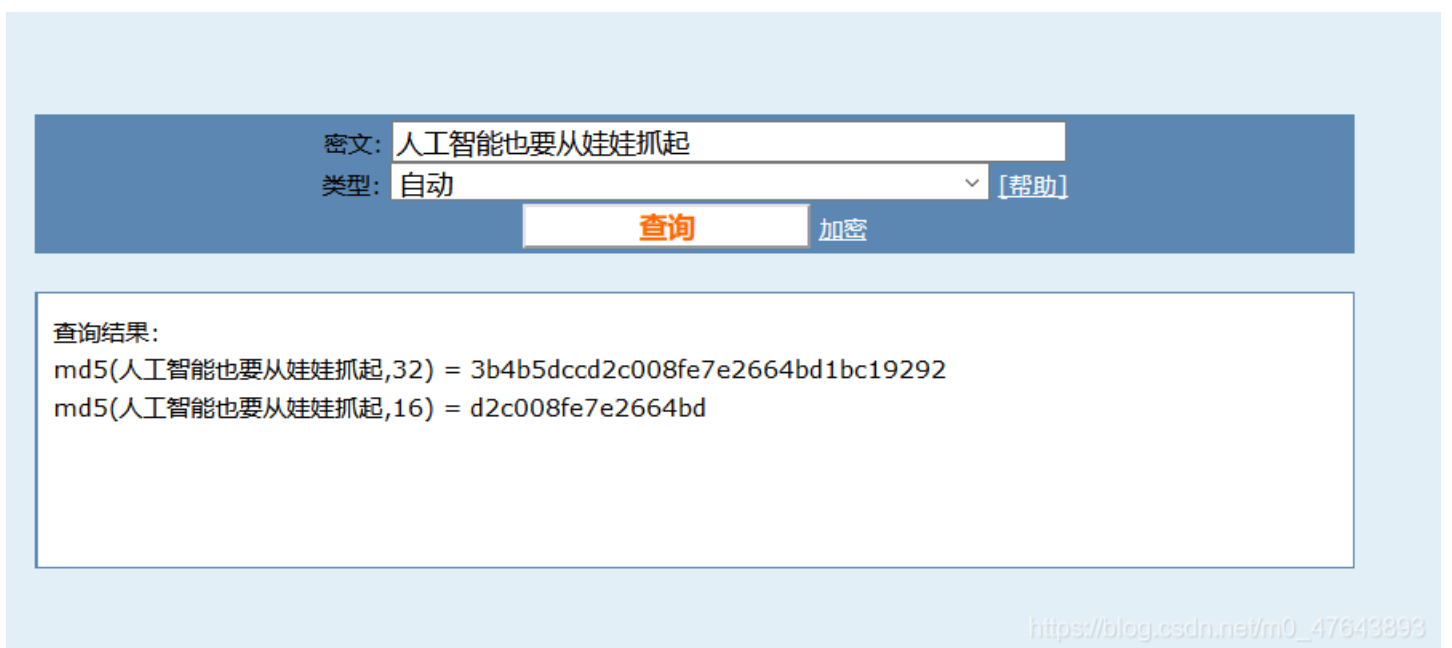 密文: 人工智能也要从娃娃抓起
类型: 自动 [帮助]
查询 加密
查询结果:
md5(人工智能也要从娃娃抓起,32) = 3b4b5dccd2c008fe7e2664bd1bc19292
md5(人工智能也要从娃娃抓起,16) = d2c008fe7e2664bd
https://blog.csdn.net/m0_47643893